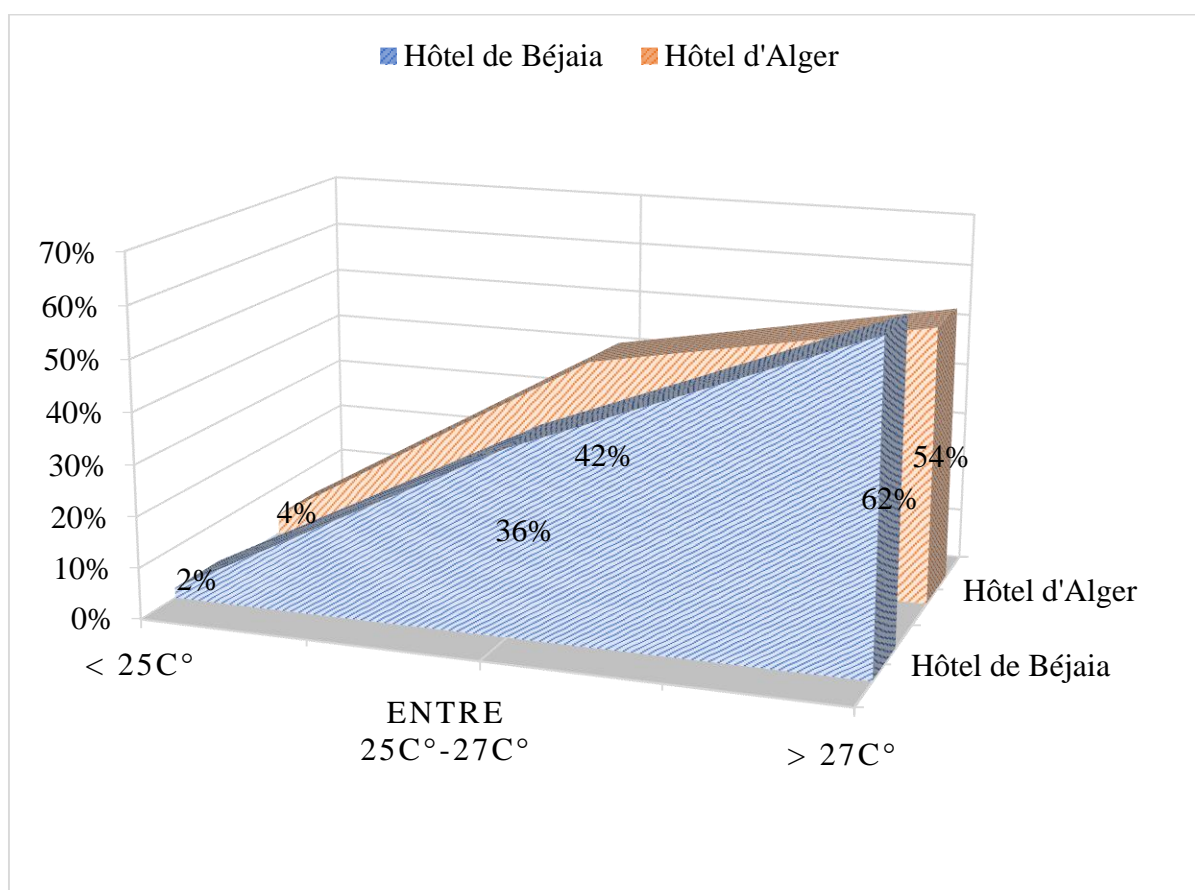 Hôtel de Béjaia Hôtel d'Alger
70%
60%
50%
40%
30%
20%
10%
0%
4%
2%
42%
36%
54%
62%
< 25C°
ENTRE
25C°-27C°
> 27C°
Hôtel d'Alger
Hôtel de Béjaia